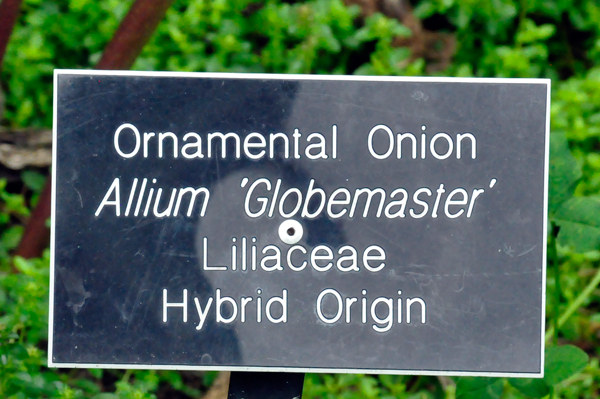 Ornamental Onion
Allium 'Globemaster'
Liliaceae
Hybrid Origin